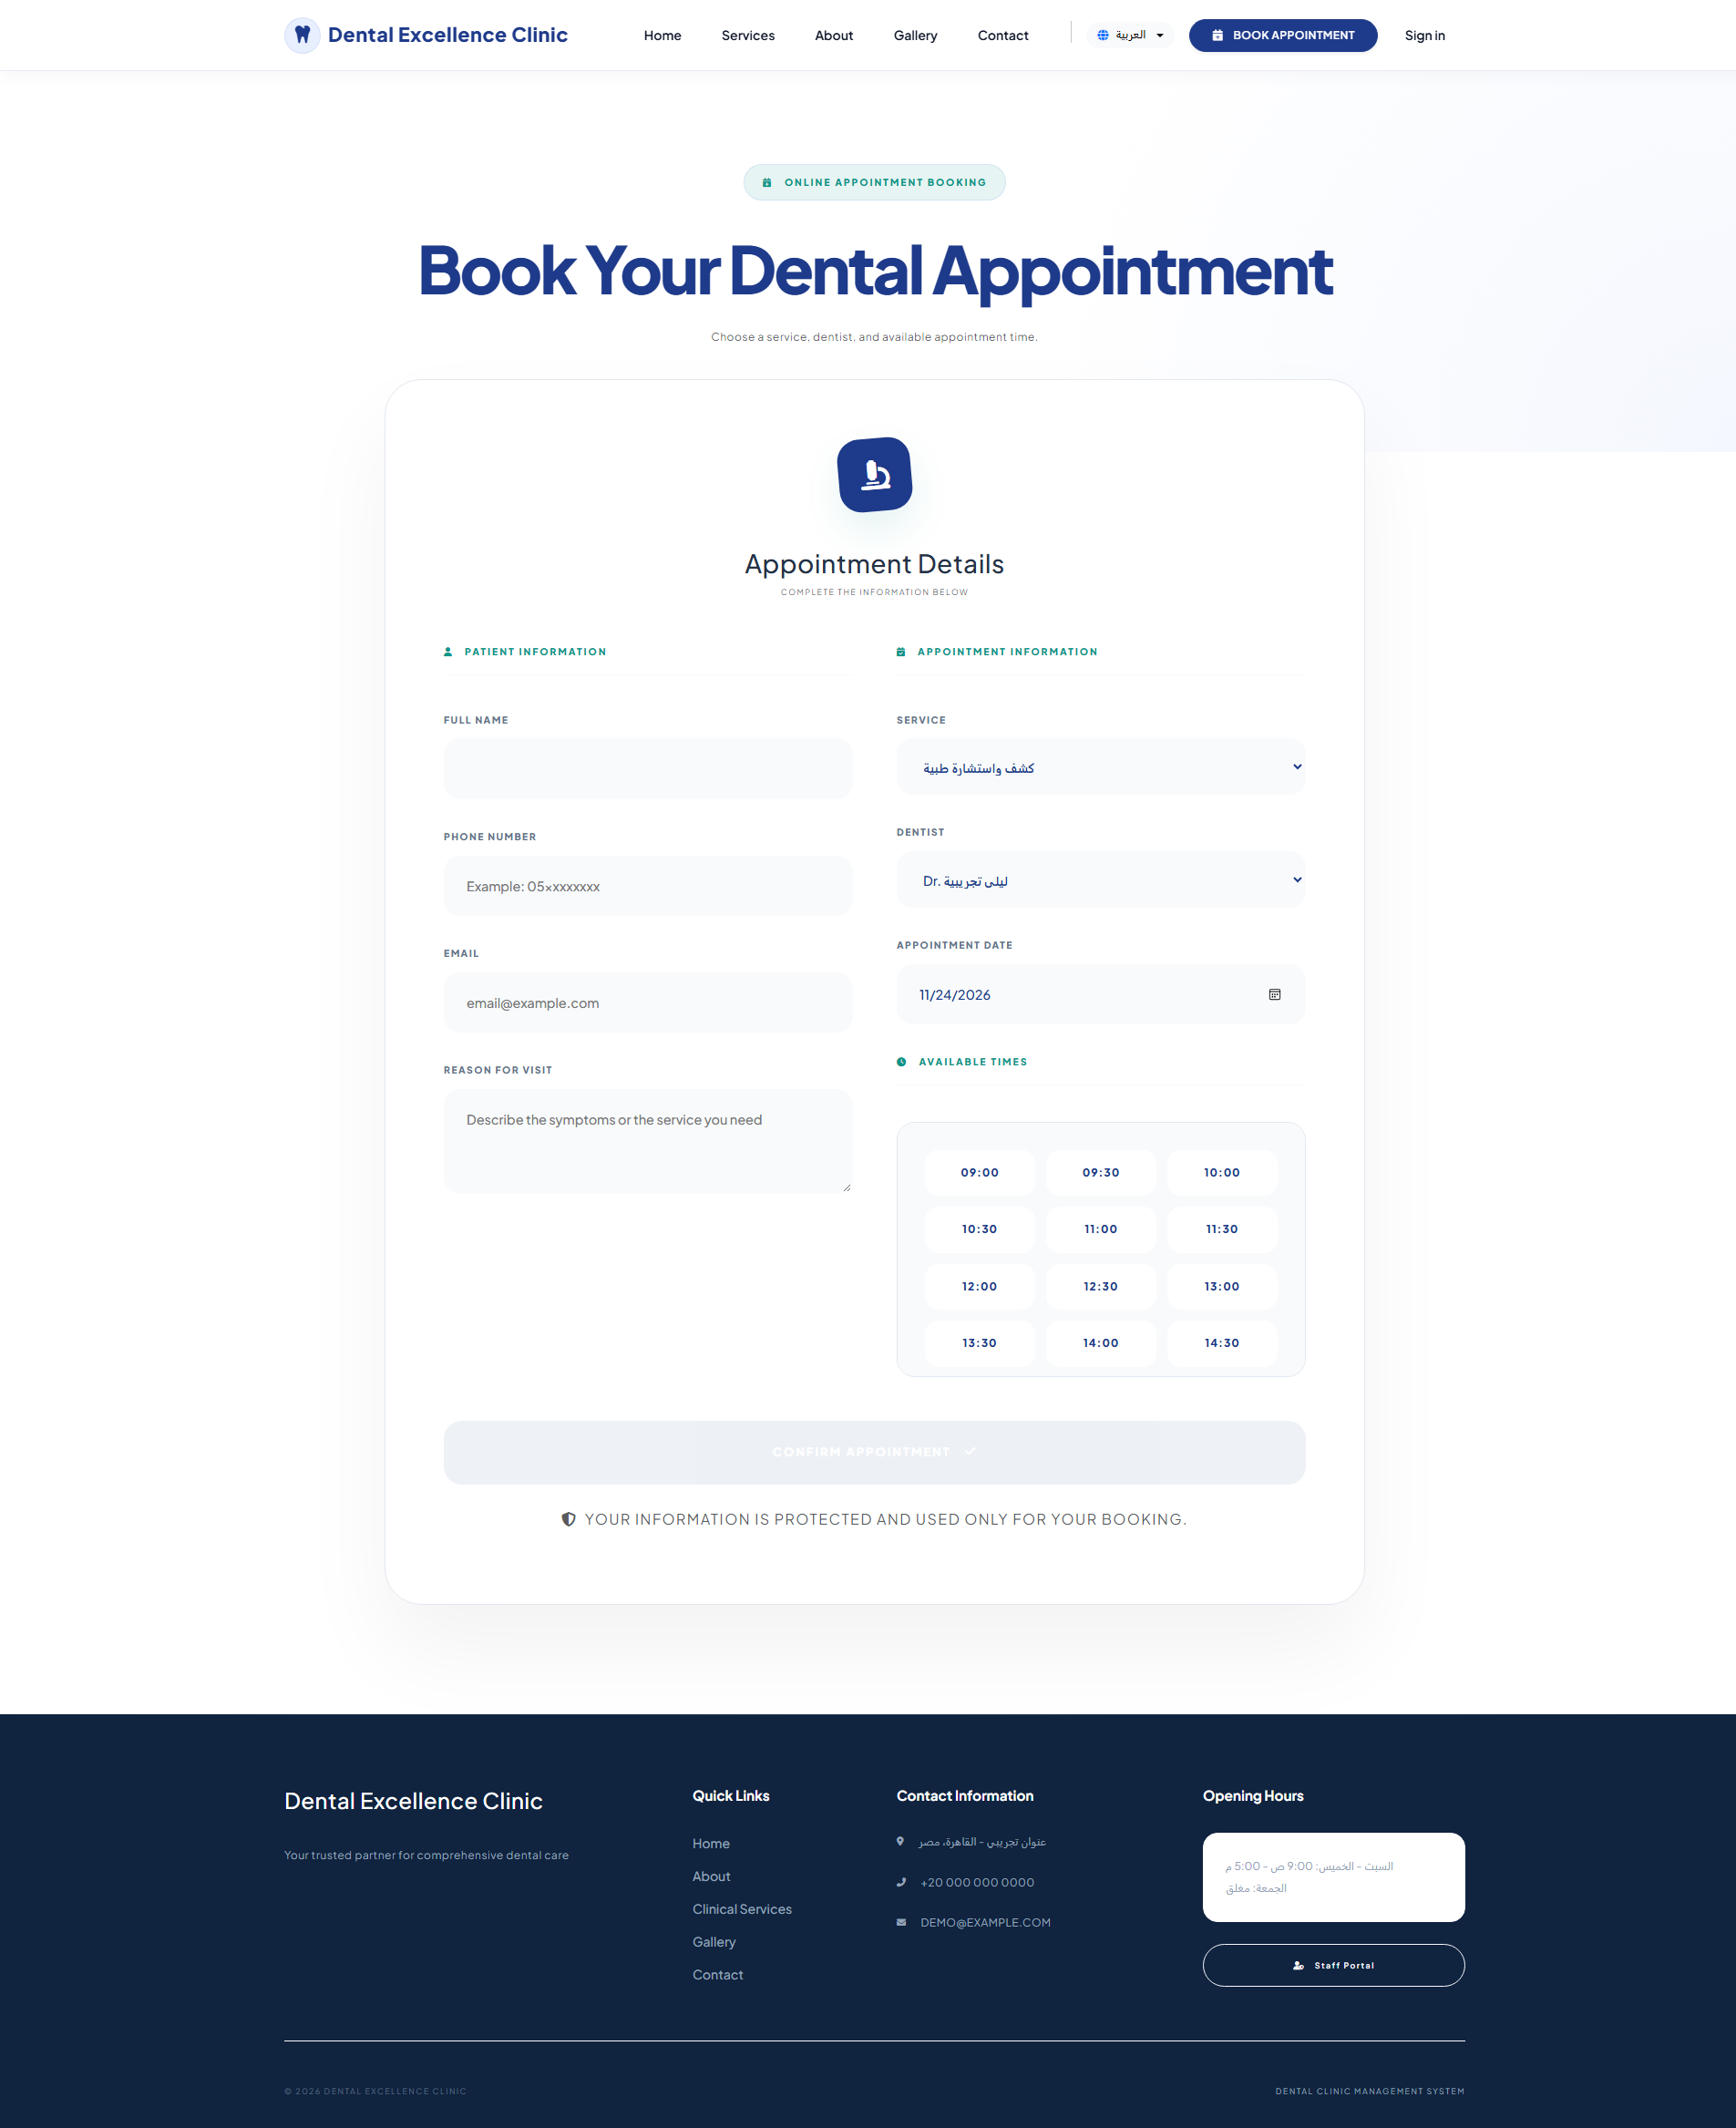 Dental Excellence Clinic
Home
Services
About
Gallery
Contact
العربية
BOOK APPOINTMENT
Sign in
ONLINE APPOINTMENT BOOKING
Book Your Dental Appointment
Choose a service, dentist, and available appointment time.
Appointment Details
COMPLETE THE INFORMATION BELOW
PATIENT INFORMATION
FULL NAME
PHONE NUMBER
Example: 05xxxxxxxx
EMAIL
email@example.com
REASON FOR VISIT
Describe the symptoms or the service you need
APPOINTMENT INFORMATION
SERVICE
كشف واستشارة طبية
DENTIST
Dr. ليلى تجريبية
APPOINTMENT DATE
11/24/2026
AVAILABLE TIMES
09:00 09:30 10:00
10:30 11:00 11:30
12:00 12:30 13:00
13:30 14:00 14:30
CONFIRM APPOINTMENT
YOUR INFORMATION IS PROTECTED AND USED ONLY FOR YOUR BOOKING.
Dental Excellence Clinic
Your trusted partner for comprehensive dental care
Quick Links
Home
About
Clinical Services
Gallery
Contact
Contact Information
عنوان تجريبي - القاهرة، مصر
+20 000 000 0000
DEMO@EXAMPLE.COM
Opening Hours
السبت - الخميس: 9:00 ص - 5:00 م
الجمعة: مغلق
Staff Portal
© 2026 DENTAL EXCELLENCE CLINIC
DENTAL CLINIC MANAGEMENT SYSTEM